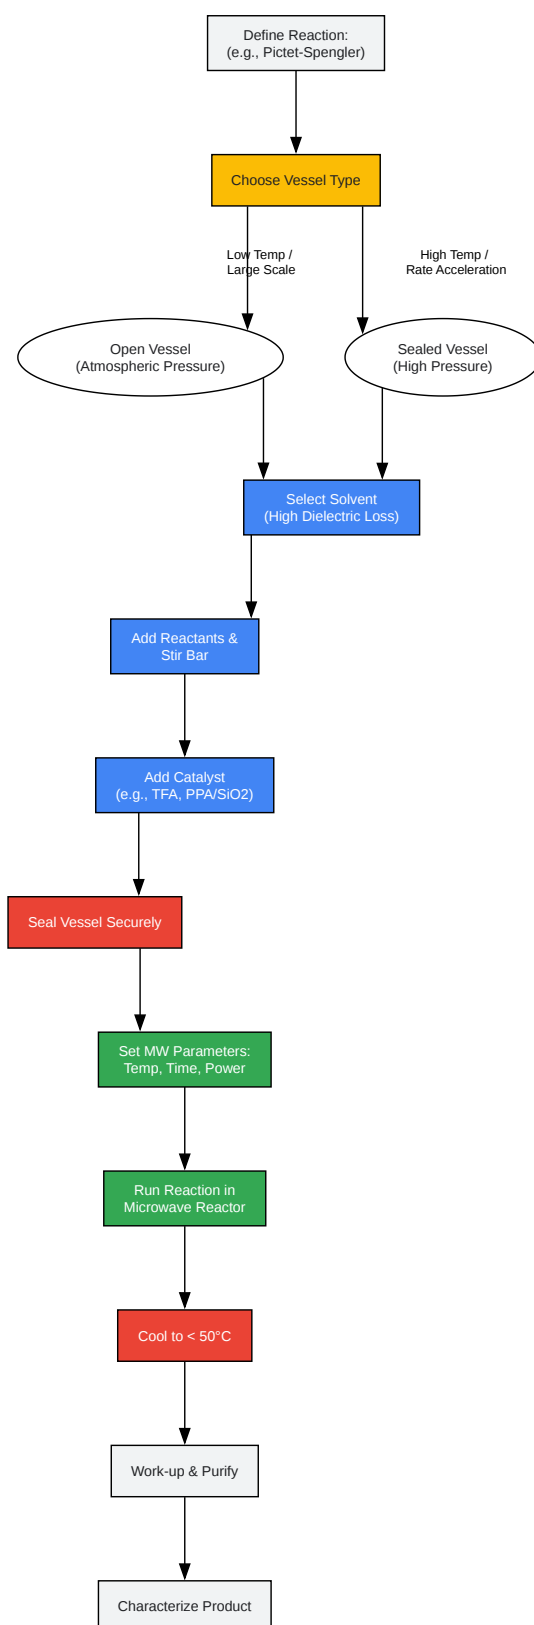 Define Reaction:
(e.g., Pictet-Spengler)
Choose Vessel Type
Low Temp /
Large Scale
High Temp /
Rate Acceleration
Open Vessel
(Atmospheric Pressure)
Sealed Vessel
(High Pressure)
Select Solvent
(High Dielectric Loss)
Add Reactants &
Stir Bar
Add Catalyst
(e.g., TFA, PPA/SiO2)
Seal Vessel Securely
Set MW Parameters:
Temp, Time, Power
Run Reaction in
Microwave Reactor
Cool to < 50°C
Work-up & Purify
Characterize Product